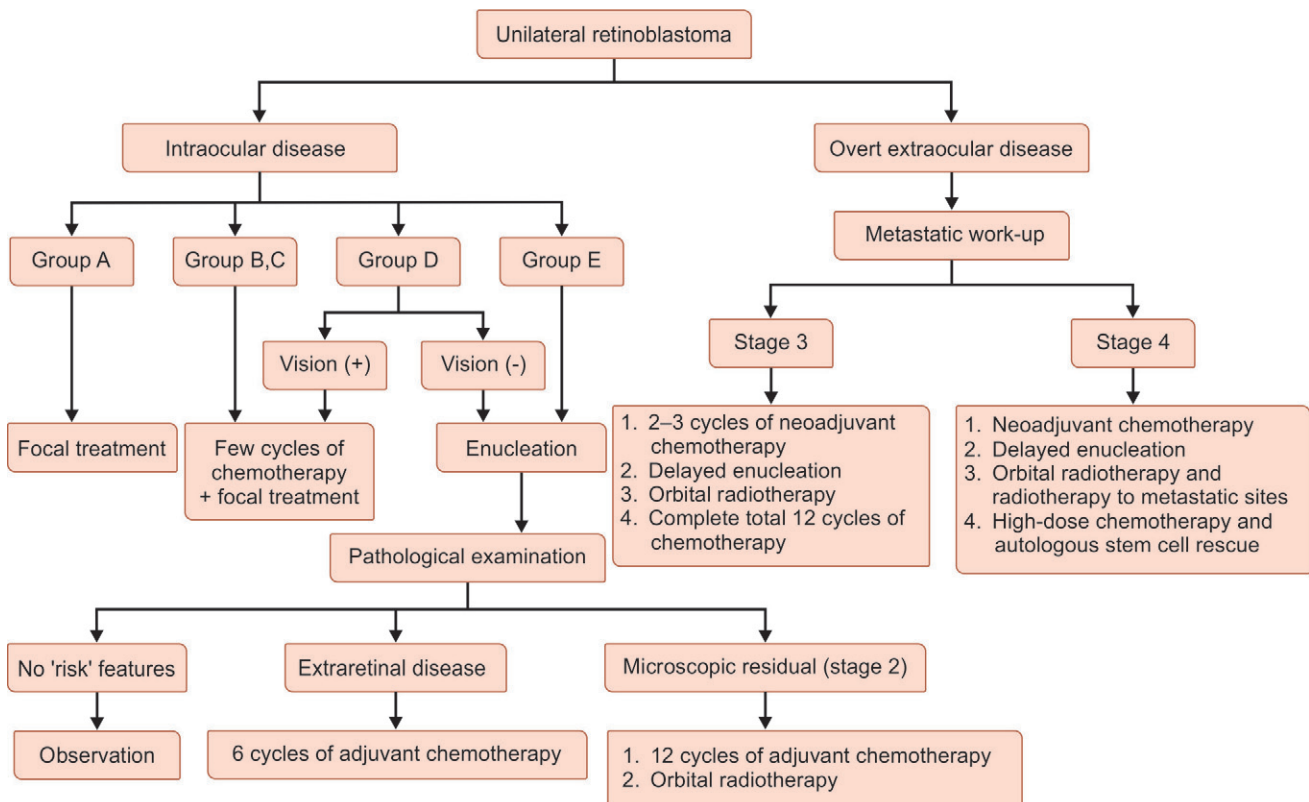 Unilateral retinoblastoma
Intraocular disease
Overt extraocular disease
Metastatic work-up
Group A
Group B,C
Group D
Group E
Vision (+)
Vision (-)
Stage 3
Stage 4
Focal treatment
Few cycles of
chemotherapy
+ focal treatment
Enucleation
1. 2–3 cycles of neoadjuvant
chemotherapy
2. Delayed enucleation
3. Orbital radiotherapy
4. Complete total 12 cycles of
chemotherapy
1. Neoadjuvant chemotherapy
2. Delayed enucleation
3. Orbital radiotherapy and
radiotherapy to metastatic sites
4. High-dose chemotherapy and
autologous stem cell rescue
Pathological examination
No 'risk' features
Extraretinal disease
Microscopic residual (stage 2)
Observation
6 cycles of adjuvant chemotherapy
1. 12 cycles of adjuvant chemotherapy
2. Orbital radiotherapy